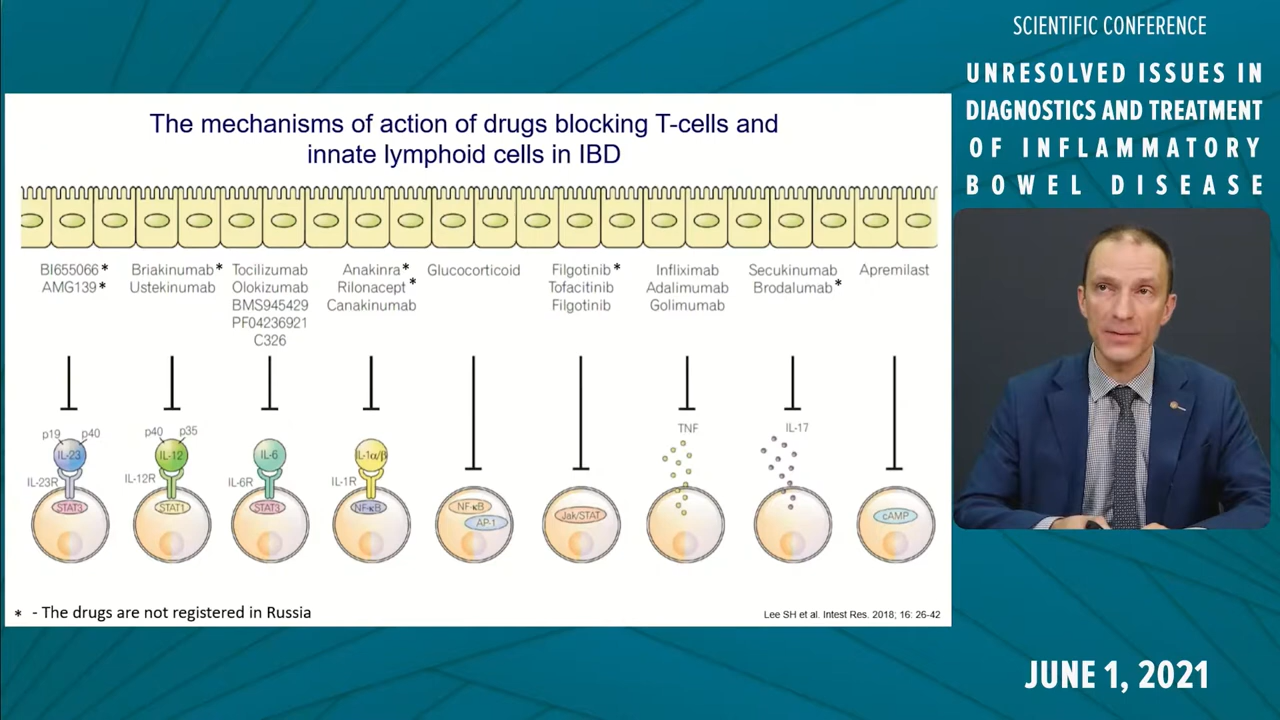 SCIENTIFIC CONFERENCE
UNRESOLVED ISSUES IN
DIAGNOSTICS AND TREATMENT
OF INFLAMMATORY
BOWEL DISEASE
The mechanisms of action of drugs blocking T-cells and
innate lymphoid cells in IBD
BI655066*
AMG139*
Briakinumab*
Ustekinumab
Tocilizumab
Olokizumab
BMS945429
PF04236921
C326
Anakinra*
Rilonacept*
Canakinumab
Glucocorticoid
Filgotinib*
Tofacitinib
Filgotinib
Infliximab
Adalimumab
Golimumab
Secukinumab
Brodalumab*
Apremilast
p19 p40
IL-23
IL-23R
STAT3
p40 p35
IL-12
IL-12R
STAT1
IL-6
IL-6R
STAT3
IL-1α/β
IL-1R
NF-κB
NF-κB
AP-1
Jak/STAT
TNF
IL-17
cAMP
* - The drugs are not registered in Russia
Lee SH et al. Intest Res. 2018; 16: 26-42
JUNE 1, 2021